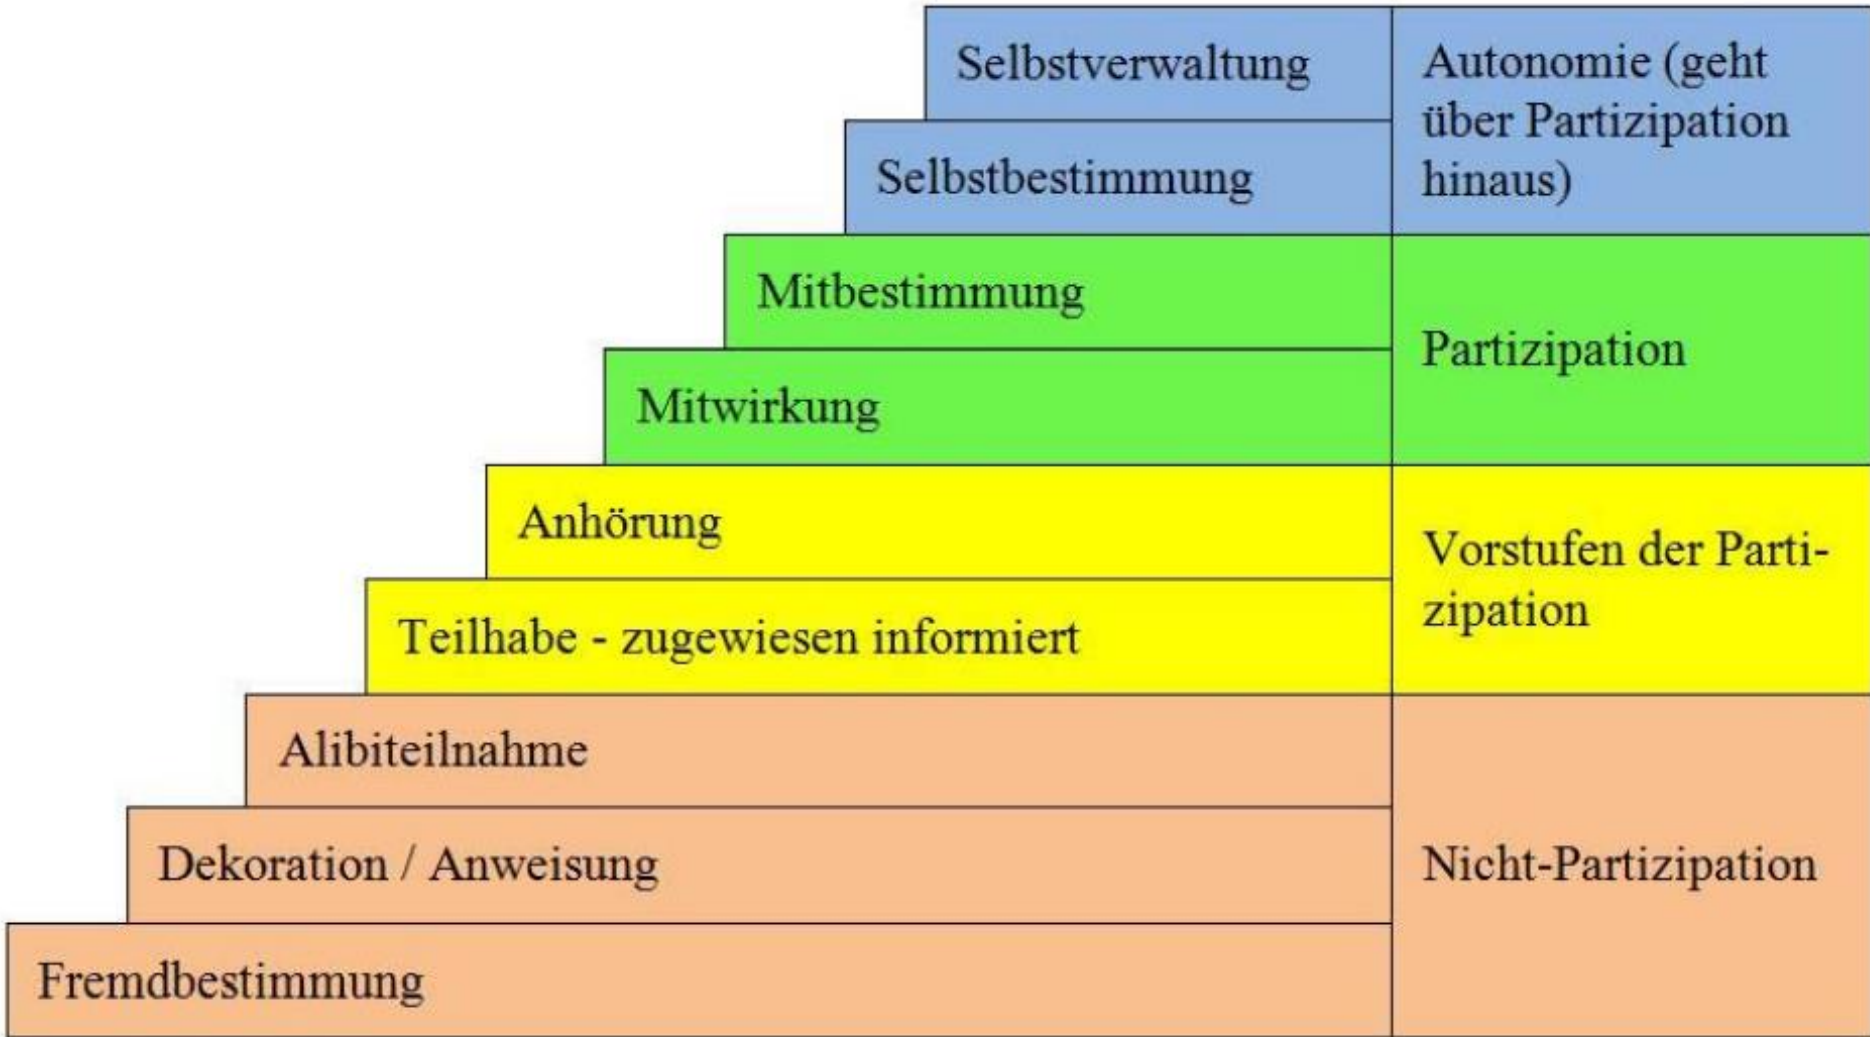 Selbstverwaltung
Selbstbestimmung
Autonomie (geht
über Partizipation
hinaus)
Mitbestimmung
Mitwirkung
Partizipation
Anhörung
Teilhabe - zugewiesen informiert
Vorstufen der Parti-
zipation
Alibiteilnahme
Dekoration / Anweisung
Fremdbestimmung
Nicht-Partizipation